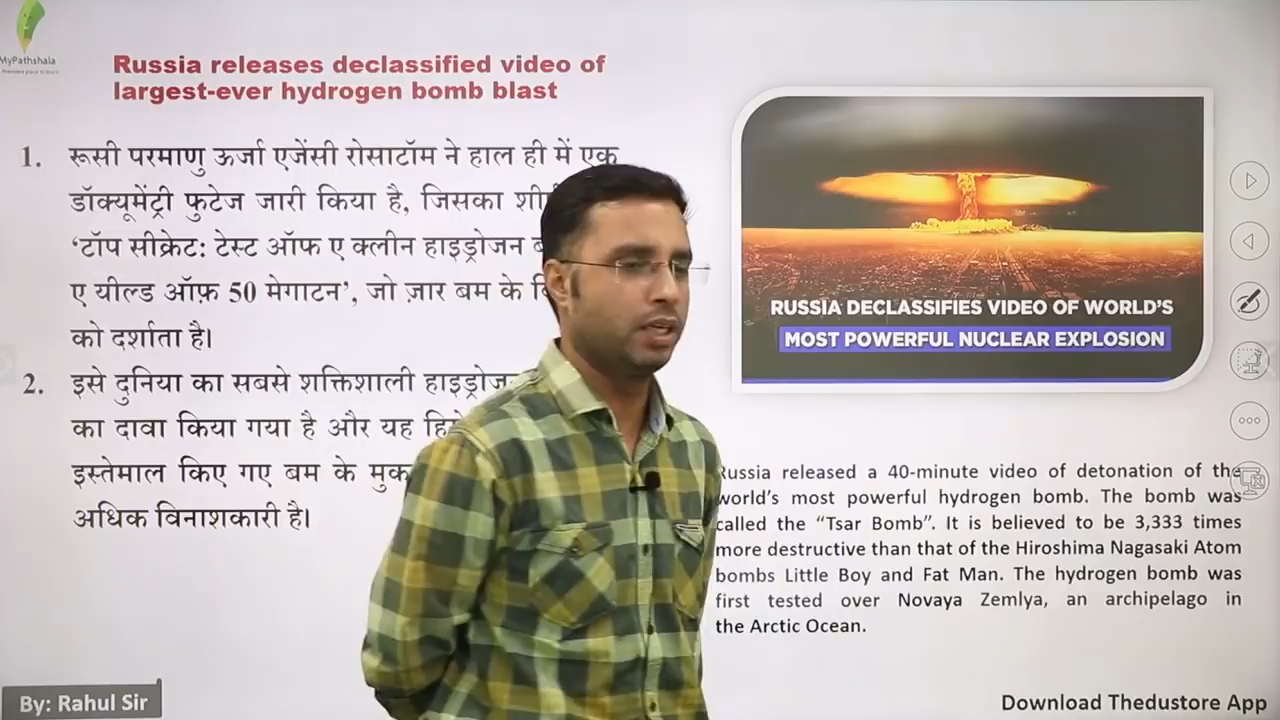 MyPathshala
Russia releases declassified video of
largest-ever hydrogen bomb blast
1. रूसी परमाणु ऊर्जा एजेंसी रोसाटॉम ने हाल ही में एक
डॉक्यूमेंट्री फुटेज जारी किया है, जिसका
‘टॉप सीक्रेट: टेस्ट ऑफ ए क्लीन हाइड्रोजन
ए यील्ड ऑफ़ 50 मेगाटन’, जो ज़ार बम के
को दर्शाता है।
2. इसे दुनिया का सबसे शक्तिशाली
का दावा किया गया है और यह
इस्तेमाल किए गए बम के
अधिक विनाशकारी है।
RUSSIA DECLASSIFIES VIDEO OF WORLD'S
MOST POWERFUL NUCLEAR EXPLOSION
Russia released a 40-minute video of detonation of the
world's most powerful hydrogen bomb. The bomb was
called the “Tsar Bomb”. It is believed to be 3,333 times
more destructive than that of the Hiroshima Nagasaki Atom
bombs Little Boy and Fat Man. The hydrogen bomb was
first tested over Novaya Zemlya, an archipelago in
the Arctic Ocean.
By: Rahul Sir
Download Thedustore App